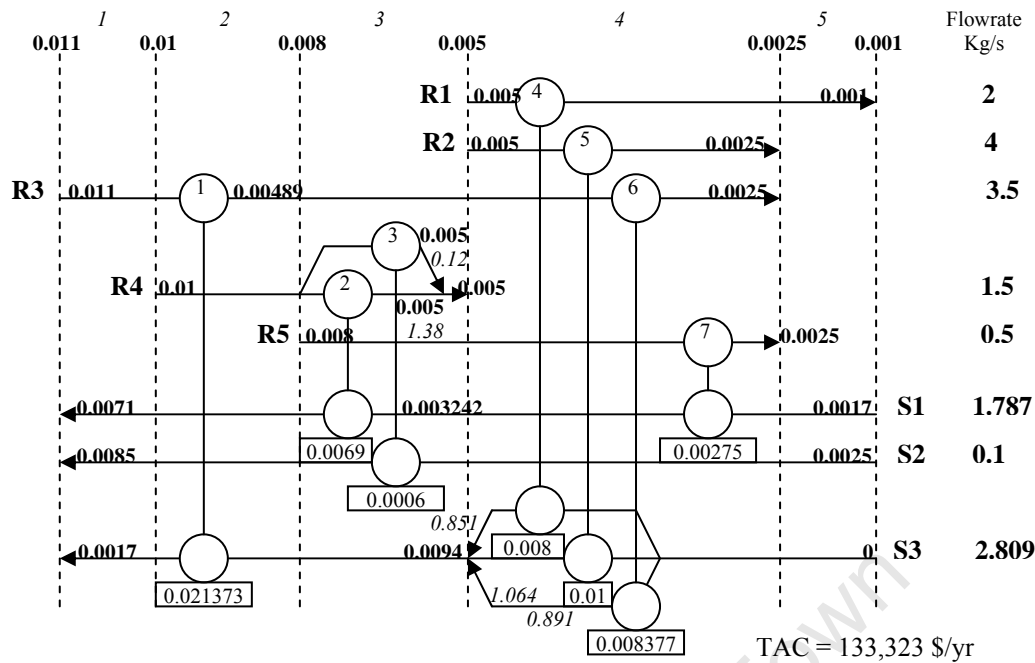 1 2 3 4 5 Flowrate
0.011 0.01 0.008 0.005 0.0025 0.001 Kg/s
R1 0.005 4 0.001 2
R2 0.005 5 0.0025 4
R3 0.011 1 0.00489 6 0.0025 3.5
3 0.005
0.12
R4 0.01 2 0.005 1.5
0.005
1.38
R5 0.008 7 0.0025 0.5
0.0071 0.003242 0.0017 S1 1.787
0.0069 0.00275
0.0085 0.0025 S2 0.1
0.0006
0.851
0.008
0.0017 0.0094 0 S3 2.809
0.021373 1.064 0.01
0.891
0.008377
TAC = 133,323 $/yr